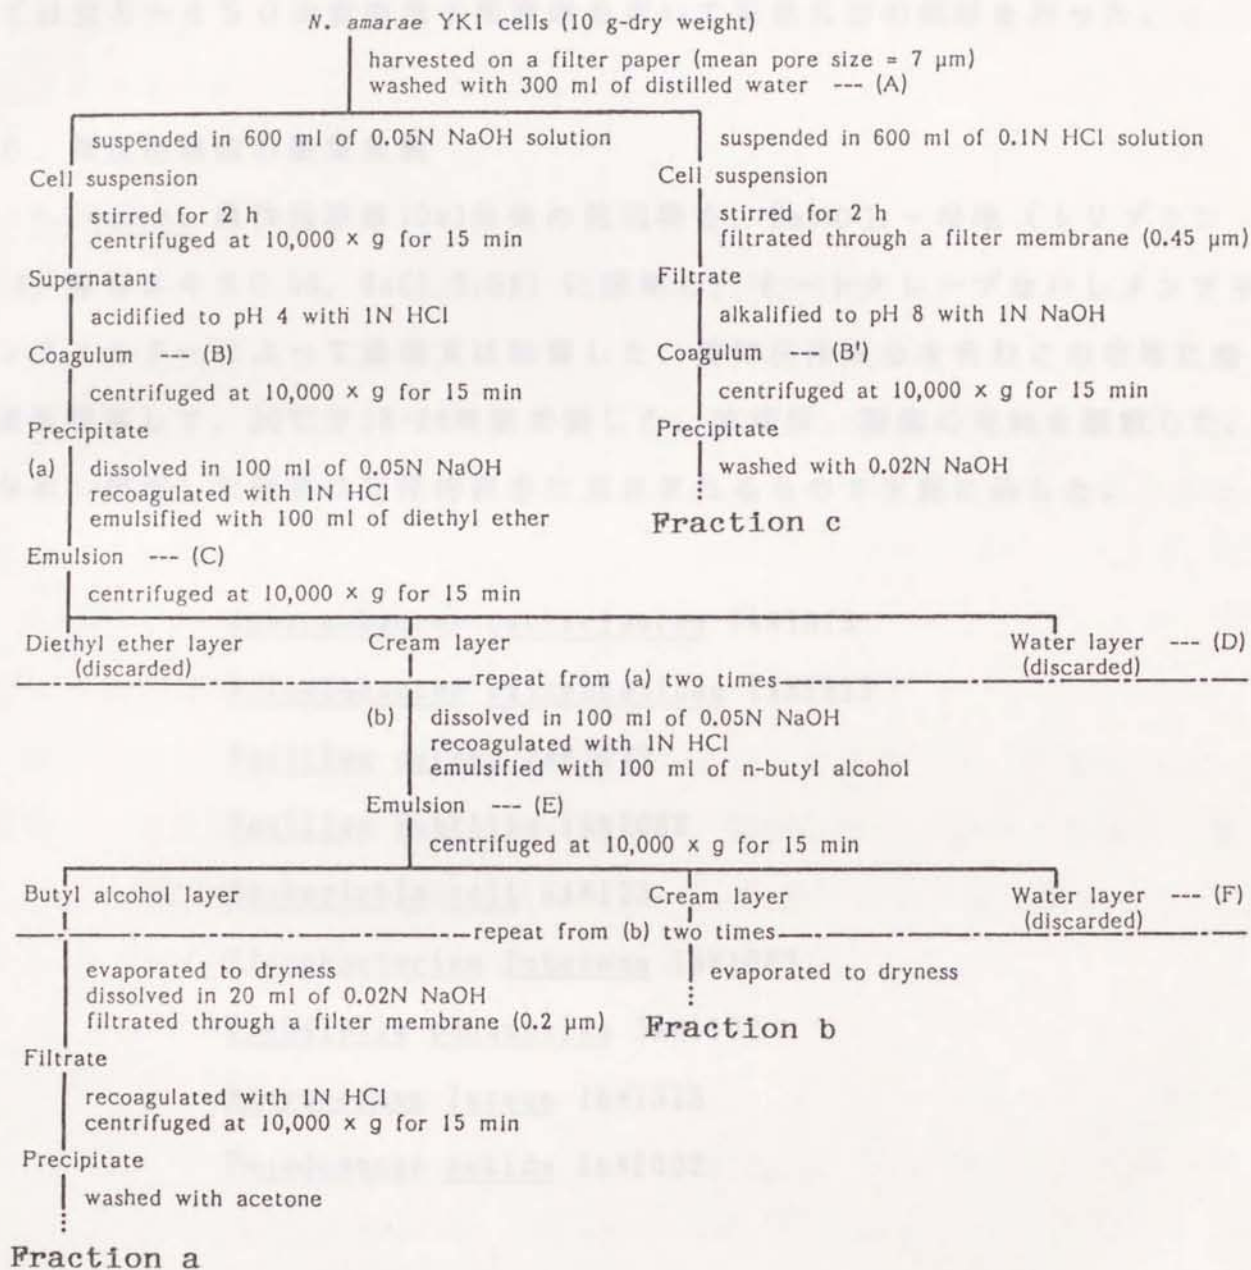 N. amarae YK1 cells (10 g-dry weight)
harvested on a filter paper (mean pore size = 7 µm)
washed with 300 ml of distilled water --- (A)
suspended in 600 ml of 0.05N NaOH solution
Cell suspension
stirred for 2 h
centrifuged at 10,000 x g for 15 min
Supernatant
acidified to pH 4 with 1N HCl
Coagulum --- (B)
centrifuged at 10,000 x g for 15 min
Precipitate
(a) dissolved in 100 ml of 0.05N NaOH
recoagulated with 1N HCl
emulsified with 100 ml of diethyl ether
Emulsion --- (C)
centrifuged at 10,000 x g for 15 min
suspended in 600 ml of 0.1N HCl solution
Cell suspension
stirred for 2 h
filtrated through a filter membrane (0.45 µm)
Filtrate
alkalified to pH 8 with 1N NaOH
Coagulum --- (B')
centrifuged at 10,000 x g for 15 min
Precipitate
washed with 0.02N NaOH
Fraction c
Diethyl ether layer
(discarded)
Cream layer
Water layer --- (D)
(discarded)
repeat from (a) two times
(b) dissolved in 100 ml of 0.05N NaOH
recoagulated with 1N HCl
emulsified with 100 ml of n-butyl alcohol
Emulsion --- (E)
centrifuged at 10,000 x g for 15 min
Butyl alcohol layer
Cream layer
Water layer --- (F)
(discarded)
repeat from (b) two times
evaporated to dryness
dissolved in 20 ml of 0.02N NaOH
filtrated through a filter membrane (0.2 µm)
Filtrate
recoagulated with 1N HCl
centrifuged at 10,000 x g for 15 min
Precipitate
washed with acetone
Fraction a
evaporated to dryness
Fraction b